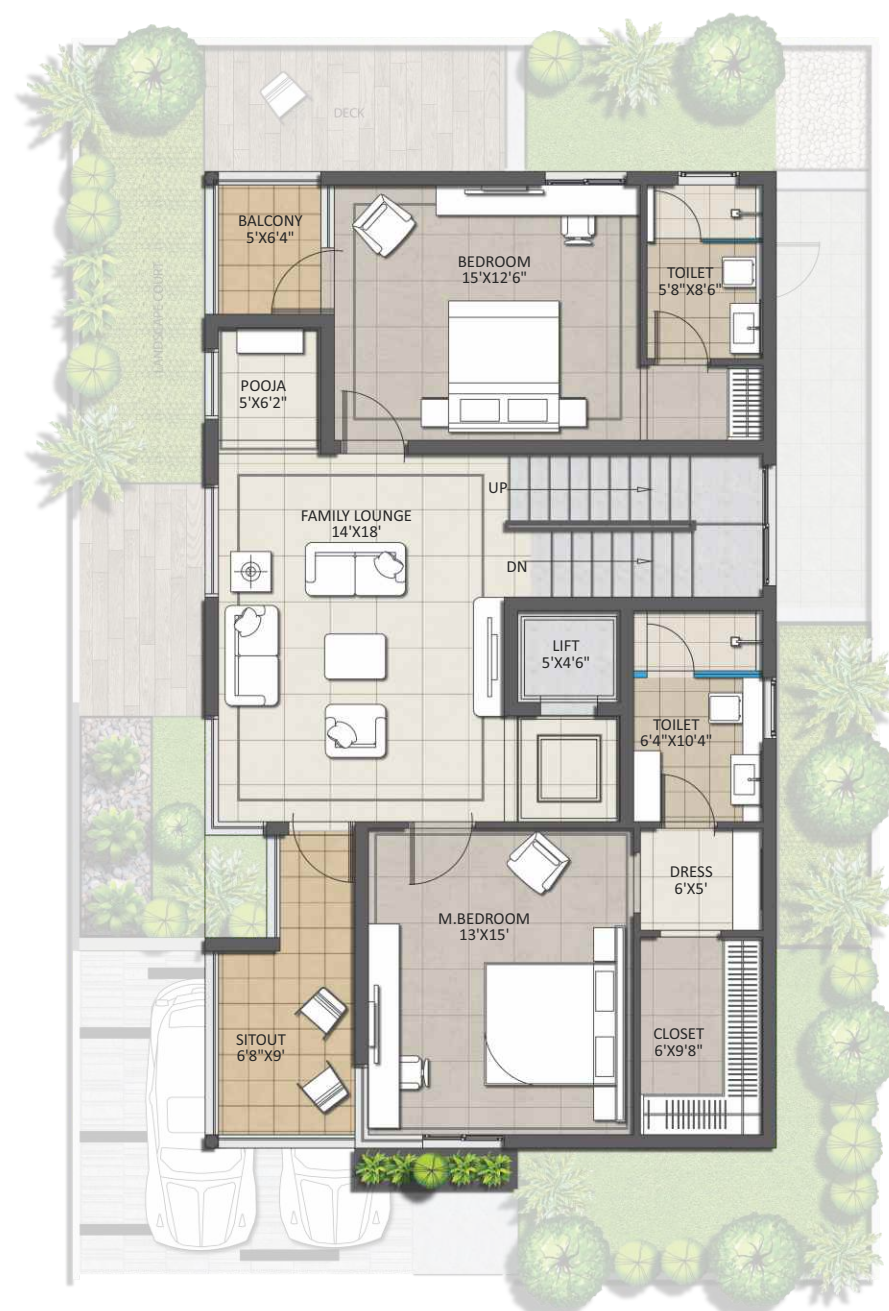 DECK
BALCONY
5'X6'4"
BEDROOM
15'X12'6"
TOILET
5'8"X8'6"
LANDSCAPE COURT
POOJA
5'X6'2"
UP
FAMILY LOUNGE
14'X18'
DN
LIFT
5'X4'6"
TOILET
6'4"X10'4"
DRESS
6'X5'
M.BEDROOM
13'X15'
SITOUT
6'8"X9'
CLOSET
6'X9'8"